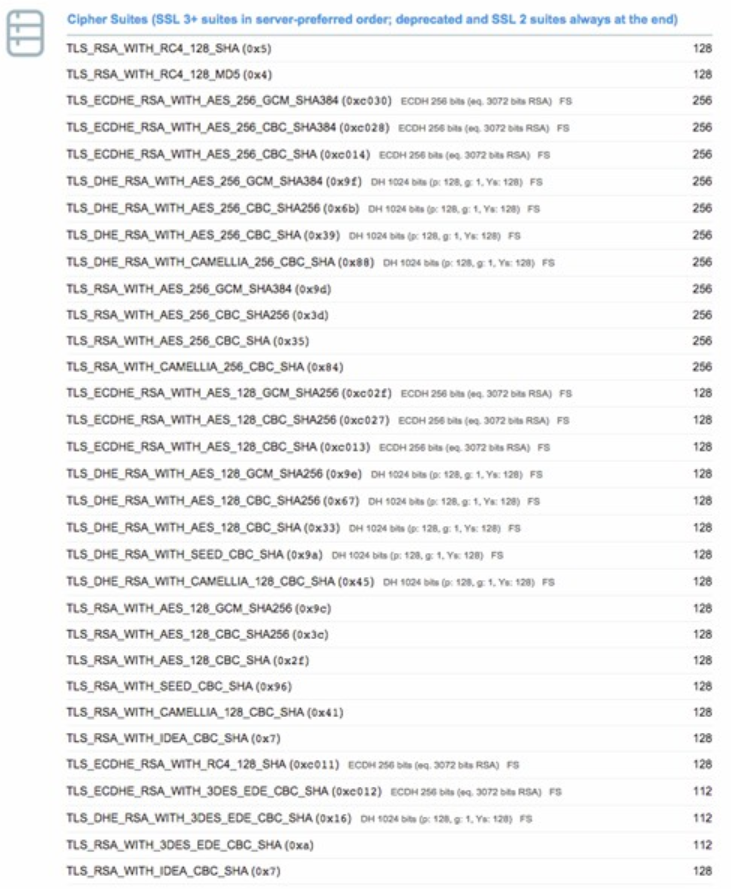 Cipher Suites (SSL 3+ suites in server-preferred order; deprecated and SSL 2 suites always at the end)
TLS_RSA_WITH_RC4_128_SHA (0x5) 128
TLS_RSA_WITH_RC4_128_MD5 (0x4) 128
TLS_ECDHE_RSA_WITH_AES_256_GCM_SHA384 (0xc030) ECDH 256 bits (eq. 3072 bits RSA) FS 256
TLS_ECDHE_RSA_WITH_AES_256_CBC_SHA384 (0xc028) ECDH 256 bits (eq. 3072 bits RSA) FS 256
TLS_ECDHE_RSA_WITH_AES_256_CBC_SHA (0xc014) ECDH 256 bits (eq. 3072 bits RSA) FS 256
TLS_DHE_RSA_WITH_AES_256_GCM_SHA384 (0x9f) DH 1024 bits (p: 128, g: 1, Ys: 128) FS 256
TLS_DHE_RSA_WITH_AES_256_CBC_SHA256 (0x6b) DH 1024 bits (p: 128, g: 1, Ys: 128) FS 256
TLS_DHE_RSA_WITH_AES_256_CBC_SHA (0x39) DH 1024 bits (p: 128, g: 1, Ys: 128) FS 256
TLS_DHE_RSA_WITH_CAMELLIA_256_CBC_SHA (0x88) DH 1024 bits (p: 128, g: 1, Ys: 128) FS 256
TLS_RSA_WITH_AES_256_GCM_SHA384 (0x9d) 256
TLS_RSA_WITH_AES_256_CBC_SHA256 (0x3d) 256
TLS_RSA_WITH_AES_256_CBC_SHA (0x35) 256
TLS_RSA_WITH_CAMELLIA_256_CBC_SHA (0x84) 256
TLS_ECDHE_RSA_WITH_AES_128_GCM_SHA256 (0xc02f) ECDH 256 bits (eq. 3072 bits RSA) FS 128
TLS_ECDHE_RSA_WITH_AES_128_CBC_SHA256 (0xc027) ECDH 256 bits (eq. 3072 bits RSA) FS 128
TLS_ECDHE_RSA_WITH_AES_128_CBC_SHA (0xc013) ECDH 256 bits (eq. 3072 bits RSA) FS 128
TLS_DHE_RSA_WITH_AES_128_GCM_SHA256 (0x9e) DH 1024 bits (p: 128, g: 1, Ys: 128) FS 128
TLS_DHE_RSA_WITH_AES_128_CBC_SHA256 (0x67) DH 1024 bits (p: 128, g: 1, Ys: 128) FS 128
TLS_DHE_RSA_WITH_AES_128_CBC_SHA (0x33) DH 1024 bits (p: 128, g: 1, Ys: 128) FS 128
TLS_DHE_RSA_WITH_SEED_CBC_SHA (0x9a) DH 1024 bits (p: 128, g: 1, Ys: 128) FS 128
TLS_DHE_RSA_WITH_CAMELLIA_128_CBC_SHA (0x45) DH 1024 bits (p: 128, g: 1, Ys: 128) FS 128
TLS_RSA_WITH_AES_128_GCM_SHA256 (0x9c) 128
TLS_RSA_WITH_AES_128_CBC_SHA256 (0x3c) 128
TLS_RSA_WITH_AES_128_CBC_SHA (0x2f) 128
TLS_RSA_WITH_SEED_CBC_SHA (0x96) 128
TLS_RSA_WITH_CAMELLIA_128_CBC_SHA (0x41) 128
TLS_RSA_WITH_IDEA_CBC_SHA (0x7) 128
TLS_ECDHE_RSA_WITH_RC4_128_SHA (0xc011) ECDH 256 bits (eq. 3072 bits RSA) FS 128
TLS_ECDHE_RSA_WITH_3DES_EDE_CBC_SHA (0xc012) ECDH 256 bits (eq. 3072 bits RSA) FS 112
TLS_DHE_RSA_WITH_3DES_EDE_CBC_SHA (0x16) DH 1024 bits (p: 128, g: 1, Ys: 128) FS 112
TLS_RSA_WITH_3DES_EDE_CBC_SHA (0xa) 112
TLS_RSA_WITH_IDEA_CBC_SHA (0x7) 128